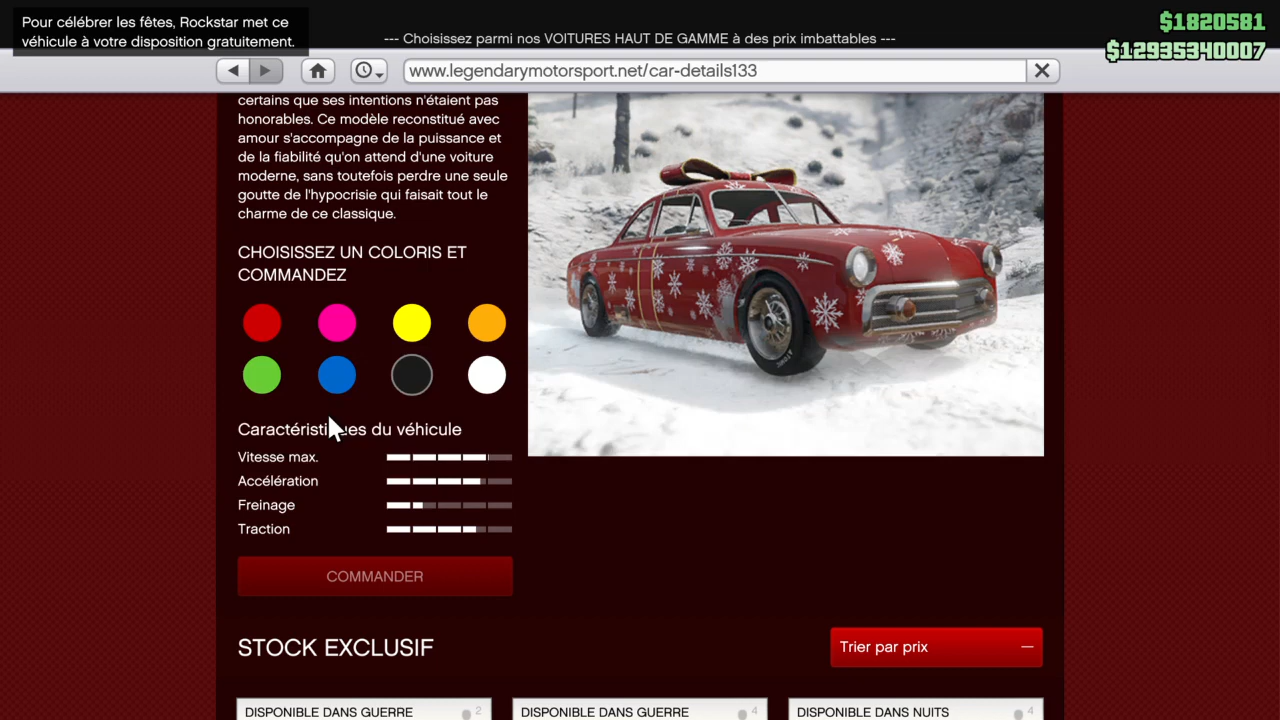 Pour célébrer les fêtes, Rockstar met ce
véhicule à votre disposition gratuitement.
--- Choisissez parmi nos VOITURES HAUT DE GAMME à des prix imbattables ---
$1820581
$12935340007
www.legendarymotorsport.net/car-details133
certains que ses intentions n'étaient pas
honorables. Ce modèle reconstitué avec
amour s'accompagne de la puissance et
de la fiabilité qu'on attend d'une voiture
moderne, sans toutefois perdre une seule
goutte de l'hypocrisie qui faisait tout le
charme de ce classique.
CHOISISSEZ UN COLORIS ET
COMMANDEZ
Caractéristiques du véhicule
Vitesse max.
Accélération
Freinage
Traction
COMMANDER
STOCK EXCLUSIF
Trier par prix
DISPONIBLE DANS GUERRE 2
DISPONIBLE DANS GUERRE 4
DISPONIBLE DANS NUITS 4